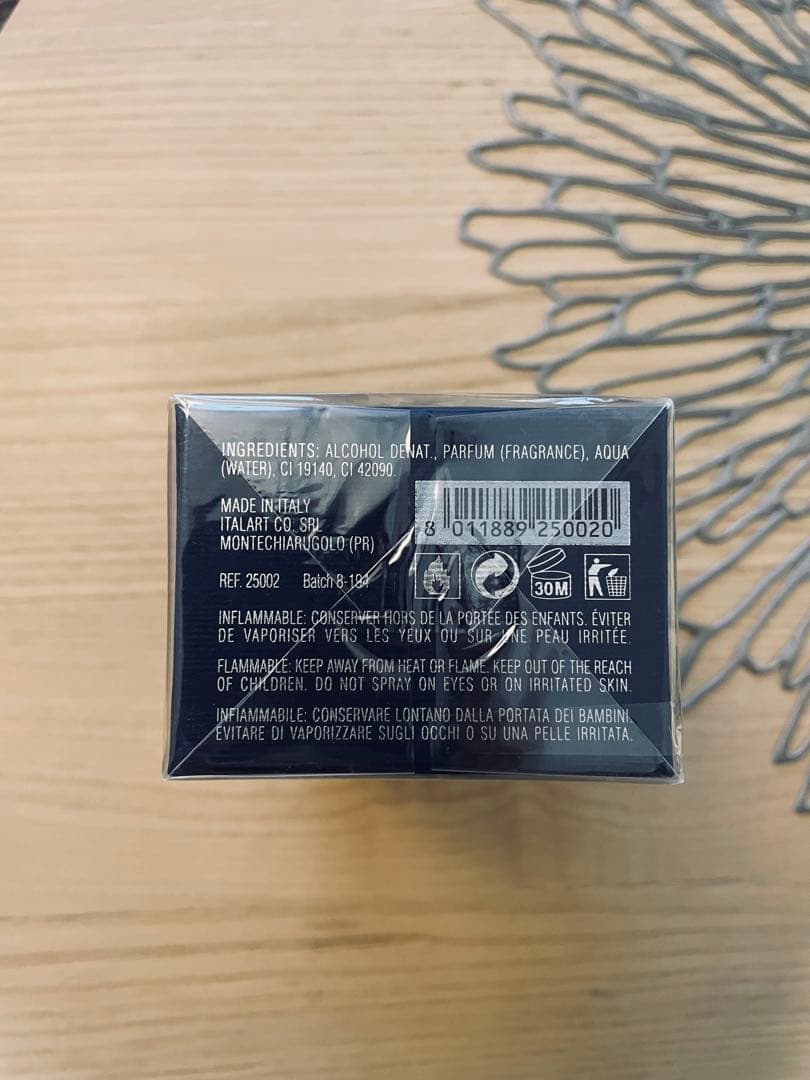 INGREDIENTS: ALCOHOL DENAT., PARFUM (FRAGRANCE), AQUA
(WATER), CI 19140, CI 42090.
MADE IN ITALY
ITALART CO. SRL
MONTECHIARUGOLO (PR)
8 011889 250020
REF. 25002 Batch 8-194
30M
INFLAMMABLE: CONSERVER HORS DE LA PORTÉE DES ENFANTS. ÉVITER
DE VAPORISER VERS LES YEUX OU SUR UNE PEAU IRRITÉE.
FLAMMABLE: KEEP AWAY FROM HEAT OR FLAME. KEEP OUT OF THE REACH
OF CHILDREN. DO NOT SPRAY ON EYES OR ON IRRITATED SKIN.
INFIAMMABILE: CONSERVARE LONTANO DALLA PORTATA DEI BAMBINI.
EVITARE DI VAPORIZZARE SUGLI OCCHI O SU UNA PELLE IRRITATA.